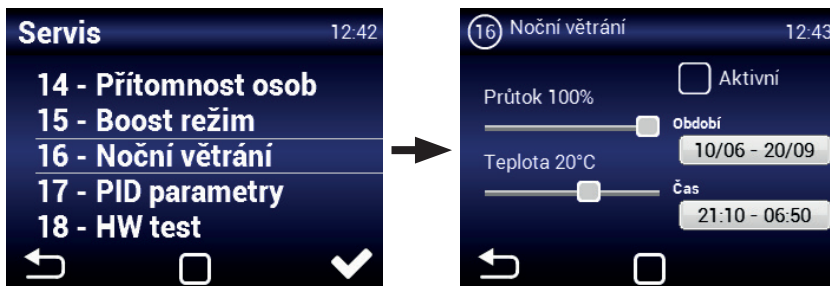 Servis 12:42
14 - Přítomnost osob
15 - Boost režim
16 - Noční větrání
17 - PID parametry
18 - HW test
16 Noční větrání 12:43
Aktivní
Průtok 100%
Období
10/06 - 20/09
Teplota 20°C
Čas
21:10 - 06:50